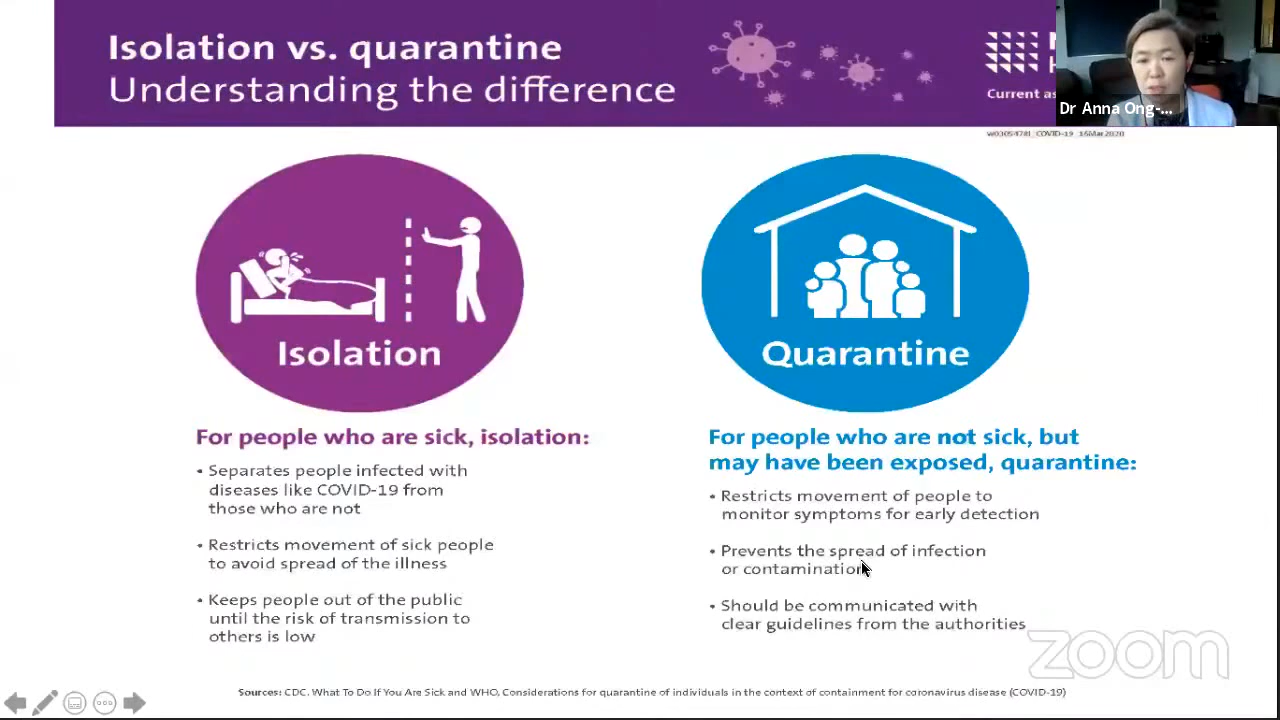 Isolation vs. quarantine
Understanding the difference
Current as
Dr Anna Ong-...
COVID-19
Isolation
Quarantine
For people who are sick, isolation:
• Separates people infected with
diseases like COVID-19 from
those who are not
• Restricts movement of sick people
to avoid spread of the illness
• Keeps people out of the public
until the risk of transmission to
others is low
For people who are not sick, but
may have been exposed, quarantine:
• Restricts movement of people to
monitor symptoms for early detection
• Prevents the spread of infection
or contamination
• Should be communicated with
clear guidelines from the authorities
zoom
Sources: CDC. What To Do If You Are Sick and WHO, Considerations for quarantine of individuals in the context of containment for coronavirus disease (COVID-19)